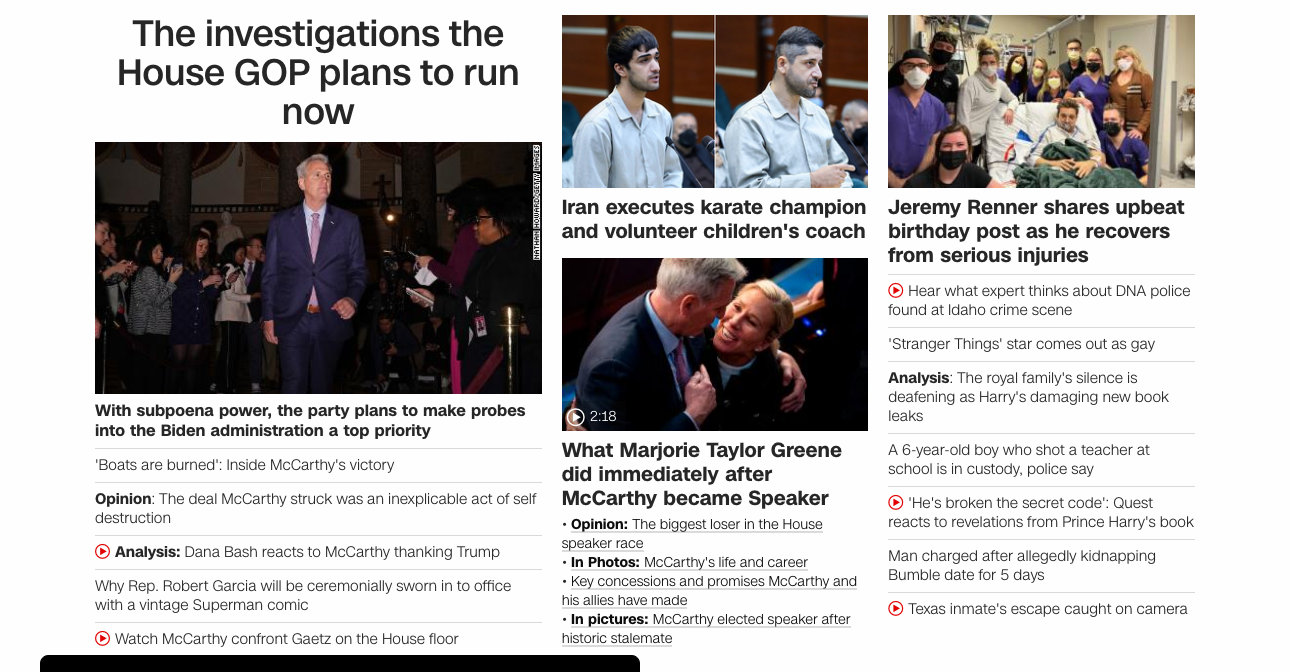 The investigations the
House GOP plans to run
now
NATHAN HOWARD/GETTY IMAGES
With subpoena power, the party plans to make probes
into the Biden administration a top priority
'Boats are burned': Inside McCarthy's victory
Opinion: The deal McCarthy struck was an inexplicable act of self
destruction
Analysis: Dana Bash reacts to McCarthy thanking Trump
Why Rep. Robert Garcia will be ceremonially sworn in to office
with a vintage Superman comic
Watch McCarthy confront Gaetz on the House floor
Iran executes karate champion
and volunteer children's coach
2:18
What Marjorie Taylor Greene
did immediately after
McCarthy became Speaker
• Opinion: The biggest loser in the House
speaker race
• In Photos: McCarthy's life and career
• Key concessions and promises McCarthy and
his allies have made
• In pictures: McCarthy elected speaker after
historic stalemate
Jeremy Renner shares upbeat
birthday post as he recovers
from serious injuries
Hear what expert thinks about DNA police
found at Idaho crime scene
'Stranger Things' star comes out as gay
Analysis: The royal family's silence is
deafening as Harry's damaging new book
leaks
A 6-year-old boy who shot a teacher at
school is in custody, police say
'He's broken the secret code': Quest
reacts to revelations from Prince Harry's book
Man charged after allegedly kidnapping
Bumble date for 5 days
Texas inmate's escape caught on camera